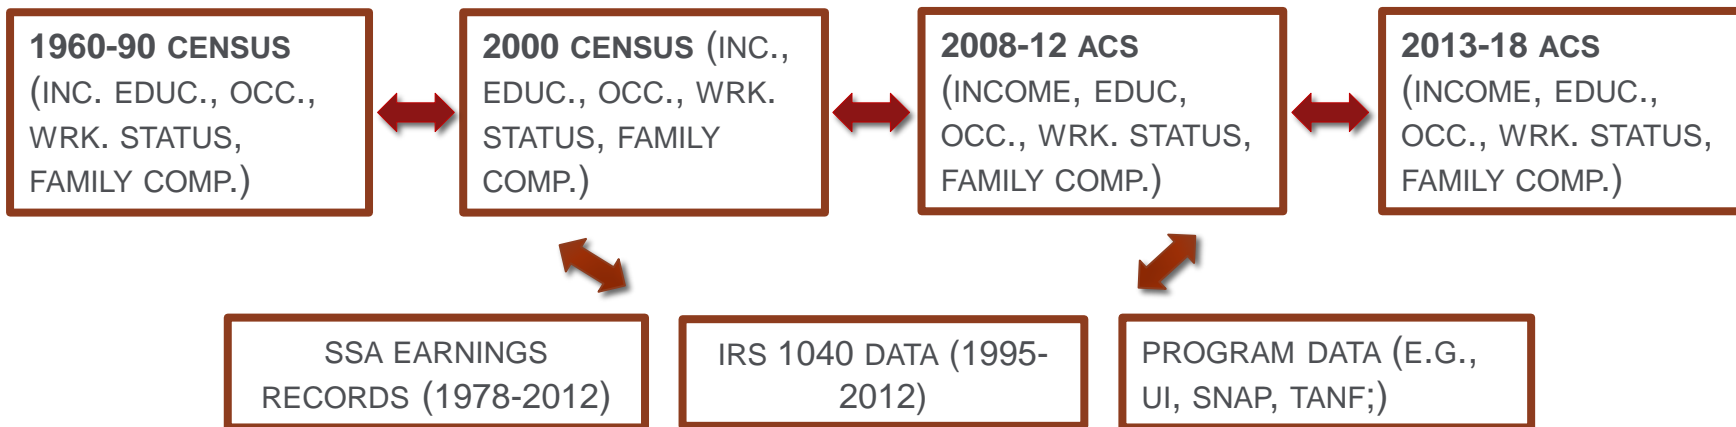 1960-90 CENSUS
(INC. EDUC., OCC.,
WRK. STATUS,
FAMILY COMP.)
2000 CENSUS (INC.,
EDUC., OCC., WRK.
STATUS, FAMILY
COMP.)
2008-12 ACS
(INCOME, EDUC,
OCC., WRK. STATUS,
FAMILY COMP.)
2013-18 ACS
(INCOME, EDUC.,
OCC., WRK. STATUS,
FAMILY COMP.)
SSA EARNINGS
RECORDS (1978-2012)
IRS 1040 DATA (1995-
2012)
PROGRAM DATA (E.G.,
UI, SNAP, TANF;)